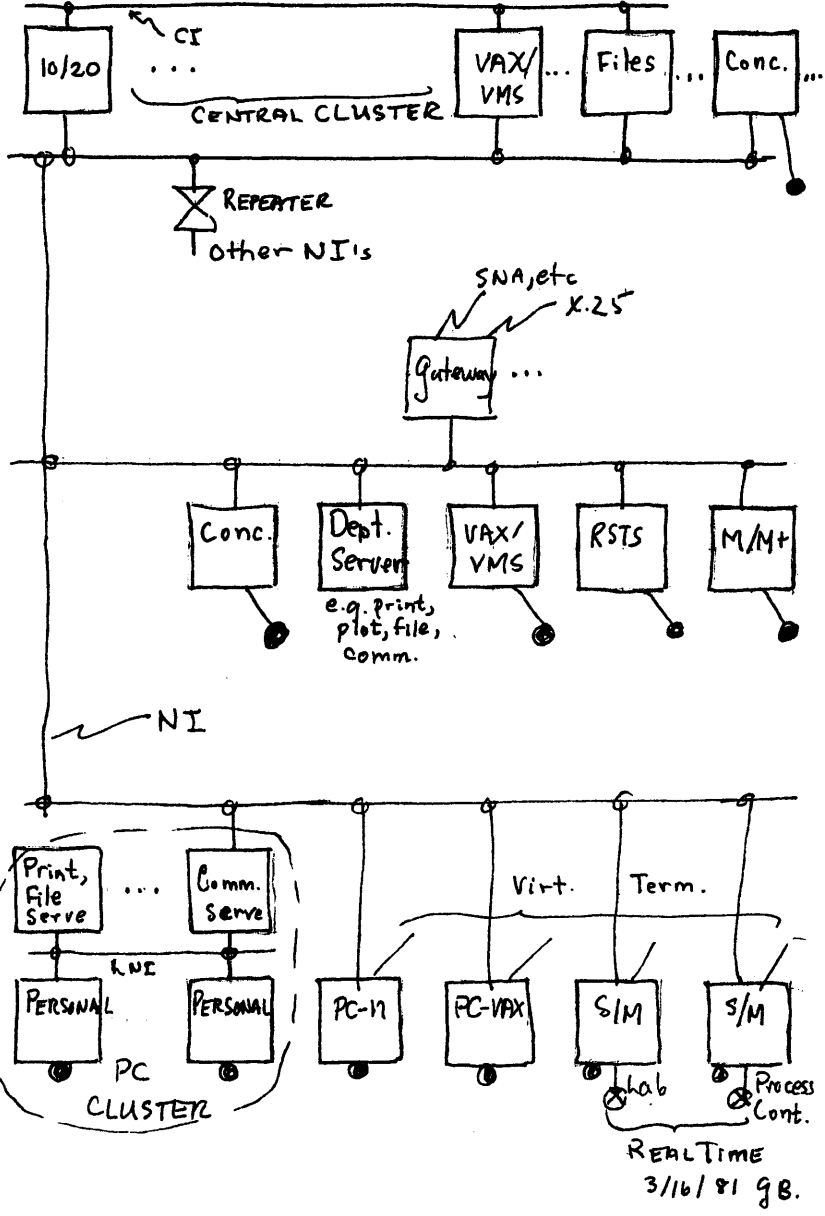 CI
10/20
...
VAX/
VMS
...
Files
...
Conc.
...
CENTRAL CLUSTER
REPEATER
Other NI's
SNA, etc
X.25
Gateway
...
Conc.
Dept.
Server
VAX/
VMS
RSTS
M/M+
e.g. print,
plot, file,
comm.
NI
Print,
File
Serve
...
Comm.
Serve
Virt. Term.
PERSONAL
PERSONAL
PC-11
PC-VAX
S/M
S/M
PC
CLUSTER
Lab
Process
Cont.
REAL TIME
3/16/81 GB.